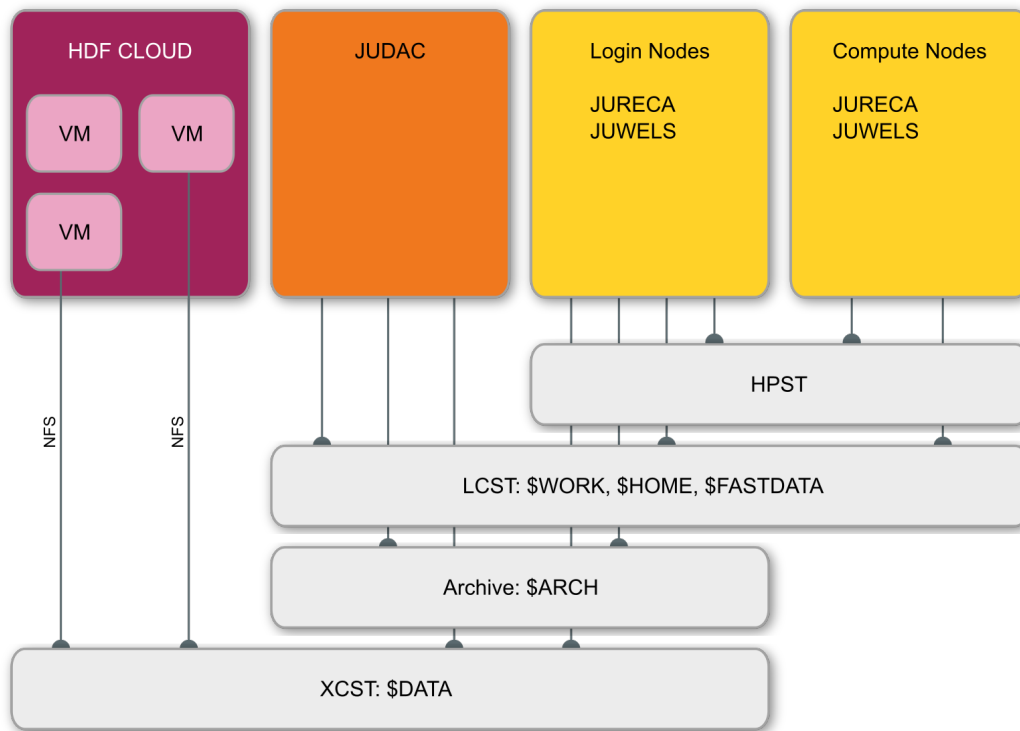 HDF CLOUD
VM
VM
VM
JUDAC
Login Nodes
JURECA
JUWELS
Compute Nodes
JURECA
JUWELS
NFS
NFS
HPST
LCST: $WORK, $HOME, $FASTDATA
Archive: $ARCH
XCST: $DATA